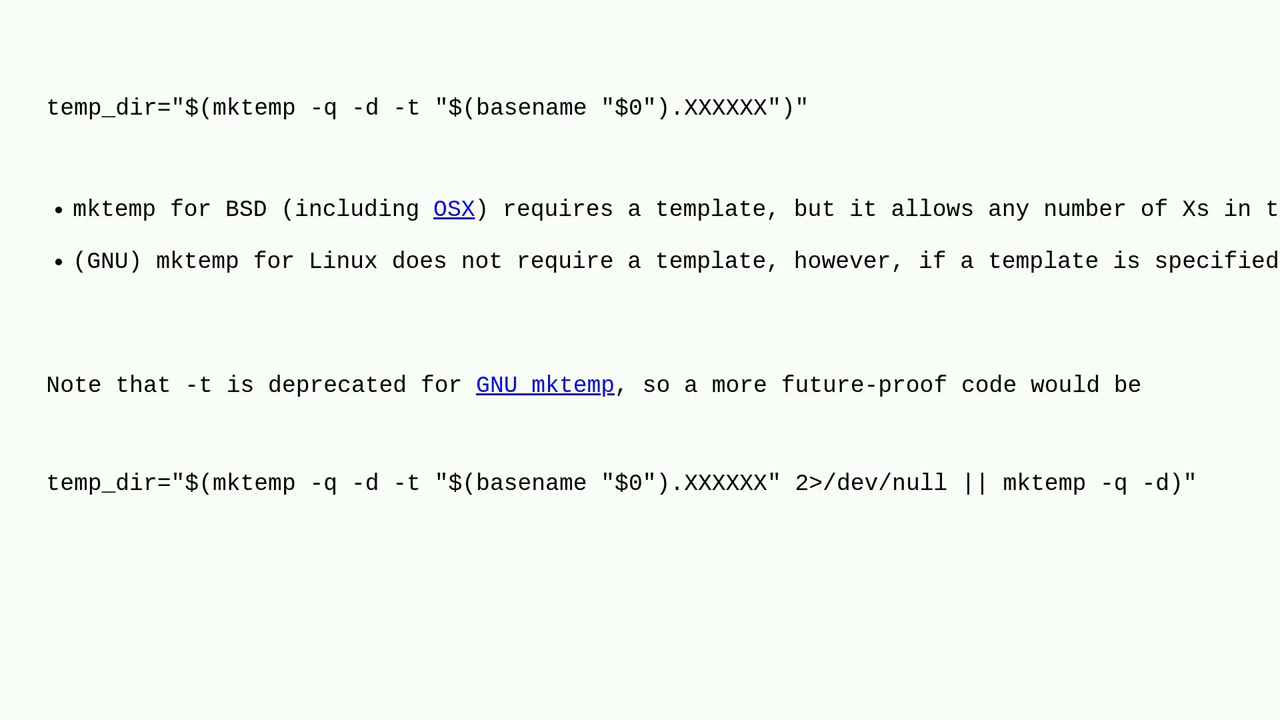 temp_dir="$(mktemp -q -d -t "$(basename "$0").XXXXXX")"
• mktemp for BSD (including OSX) requires a template, but it allows any number of Xs in t
• (GNU) mktemp for Linux does not require a template, however, if a template is specified
Note that -t is deprecated for GNU mktemp, so a more future-proof code would be
temp_dir="$(mktemp -q -d -t "$(basename "$0").XXXXXX" 2>/dev/null || mktemp -q -d)"